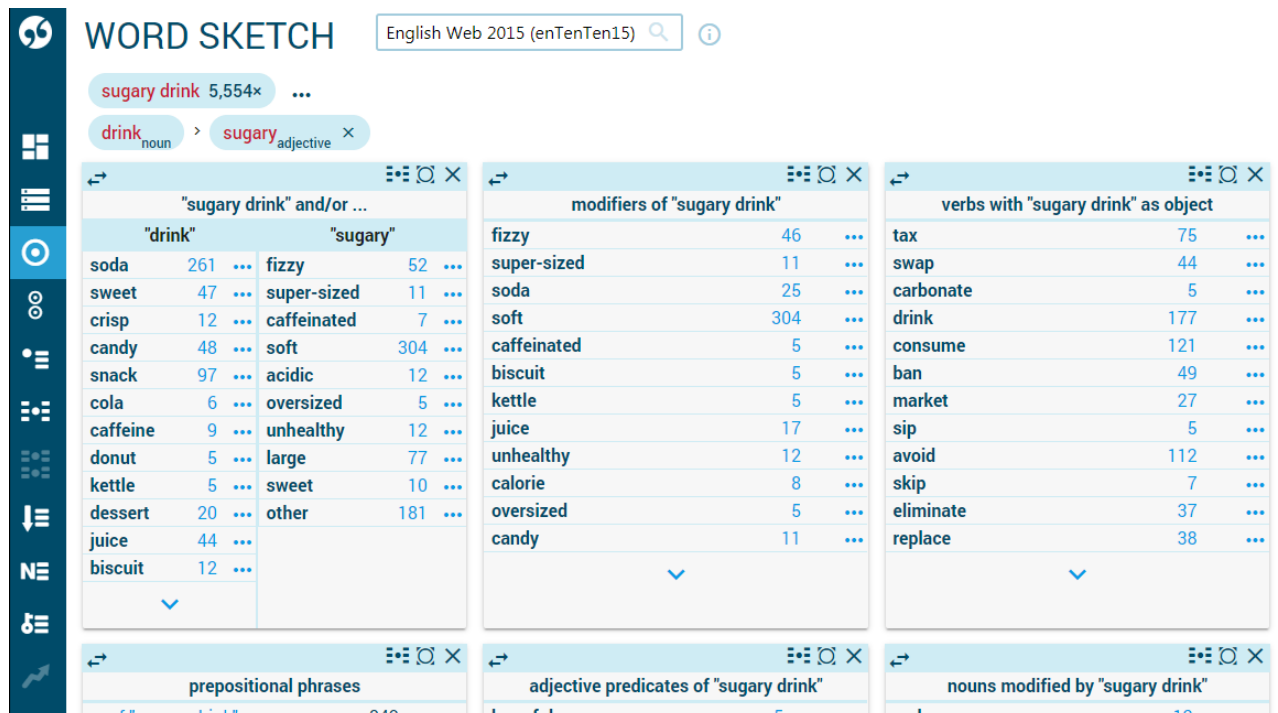 WORD SKETCH
English Web 2015 (enTenTen15)
sugary drink 5,554×
drink noun > sugary adjective ×
"sugary drink" and/or ...
"drink" "sugary"
soda 261 ••• fizzy 52 •••
sweet 47 ••• super-sized 11 •••
crisp 12 ••• caffeinated 7 •••
candy 48 ••• soft 304 •••
snack 97 ••• acidic 12 •••
cola 6 ••• oversized 5 •••
caffeine 9 ••• unhealthy 12 •••
donut 5 ••• large 77 •••
kettle 5 ••• sweet 10 •••
dessert 20 ••• other 181 •••
juice 44 •••
biscuit 12 •••
modifiers of "sugary drink"
fizzy 46 •••
super-sized 11 •••
soda 25 •••
soft 304 •••
caffeinated 5 •••
biscuit 5 •••
kettle 5 •••
juice 17 •••
unhealthy 12 •••
calorie 8 •••
oversized 5 •••
candy 11 •••
verbs with "sugary drink" as object
tax 75 •••
swap 44 •••
carbonate 5 •••
drink 177 •••
consume 121 •••
ban 49 •••
market 27 •••
sip 5 •••
avoid 112 •••
skip 7 •••
eliminate 37 •••
replace 38 •••
prepositional phrases
adjective predicates of "sugary drink"
nouns modified by "sugary drink"